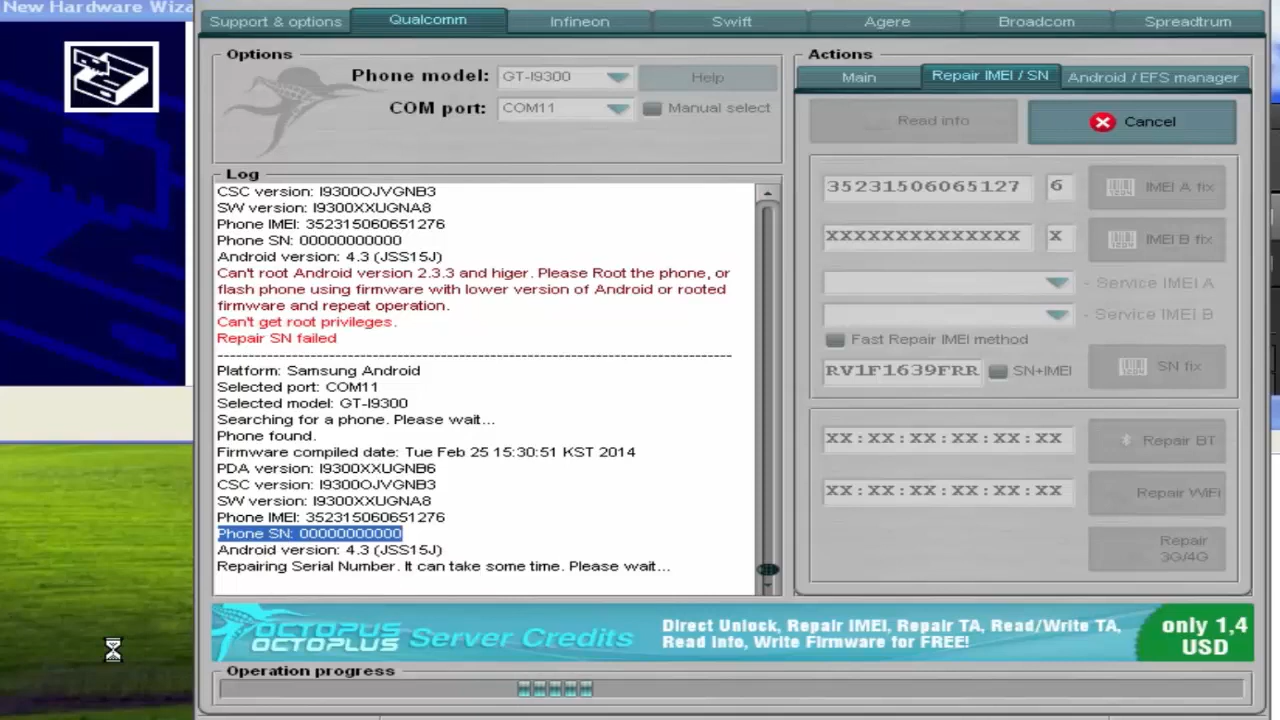 New Hardware Wiza
Support & options
Qualcomm
Infineon
Swift
Agere
Broadcom
Spreadtrum
Options
Phone model:
GT-I9300
Help
COM port:
COM11
Manual select
Actions
Main
Repair IMEI / SN
Android / EFS manager
Read info
Cancel
35231506065127
6
IMEI A fix
XXXXXXXXXXXXXX
X
IMEI B fix
- Service IMEI A
- Service IMEI B
Fast Repair IMEI method
RV1F1639FRR
SN+IMEI
SN fix
XX:XX:XX:XX:XX:XX
Repair BT
XX:XX:XX:XX:XX:XX
Repair WiFi
Repair
3G/4G
Log
CSC version: I9300OJVGNB3
SW version: I9300XXUGNA8
Phone IMEI: 352315060651276
Phone SN: 00000000000
Android version: 4.3 (JSS15J)
Can't root Android version 2.3.3 and higer. Please Root the phone, or
flash phone using firmware with lower version of Android or rooted
firmware and repeat operation.
Can't get root privileges.
Repair SN failed
--------------------------------------------------------------------------------
Platform: Samsung Android
Selected port: COM11
Selected model: GT-I9300
Searching for a phone. Please wait...
Phone found.
Firmware compiled date: Tue Feb 25 15:30:51 KST 2014
PDA version: I9300XXUGNB6
CSC version: I9300OJVGNB3
SW version: I9300XXUGNA8
Phone IMEI: 352315060651276
Phone SN: 00000000000
Android version: 4.3 (JSS15J)
Repairing Serial Number. It can take some time. Please wait...
OCTOPUS
OCTOPLUS
Server Credits
Direct Unlock, Repair IMEI, Repair TA, Read/Write TA,
Read Info, Write Firmware for FREE!
only 1,4
USD
Operation progress